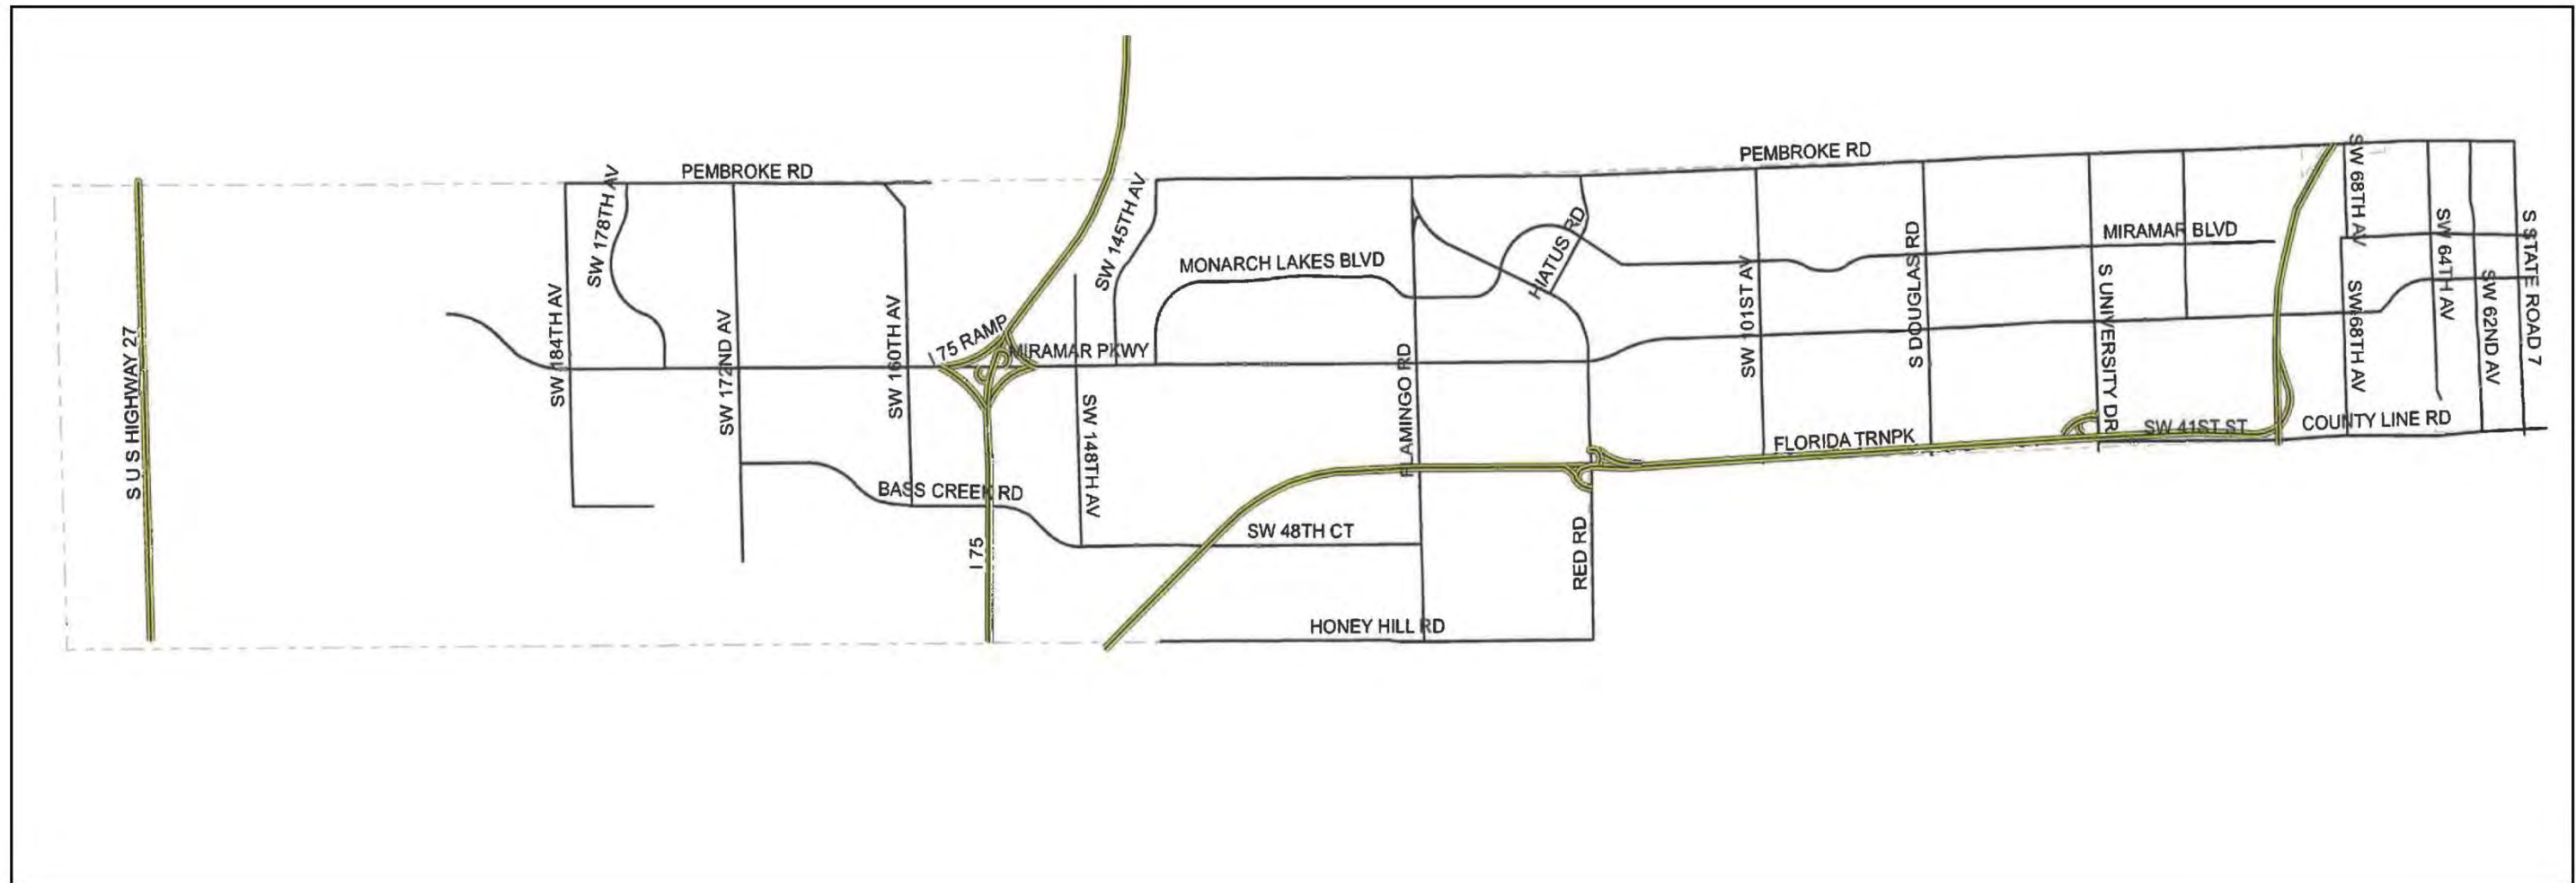 PEMBROKE RD
PEMBROKE RD
SW 178TH AV
SW 145TH AV
SW 68TH AV
HIATUS RD
MIRAMAR BLVD
S STATE ROAD 7
MONARCH LAKES BLVD
SW 64TH AV
S DOUGLAS RD
SW 101ST AV
S UNIVERSITY DR
SW 62ND AV
SW 68TH AV
S U S HIGHWAY 27
SW 184TH AV
SW 172ND AV
SW 160TH AV
I 75 RAMP
MIRAMAR PKWY
FLAMINGO RD
SW 148TH AV
COUNTY LINE RD
SW 41ST ST
FLORIDA TRNPK
BASS CREEK RD
SW 48TH CT
I 75
RED RD
HONEY HILL RD